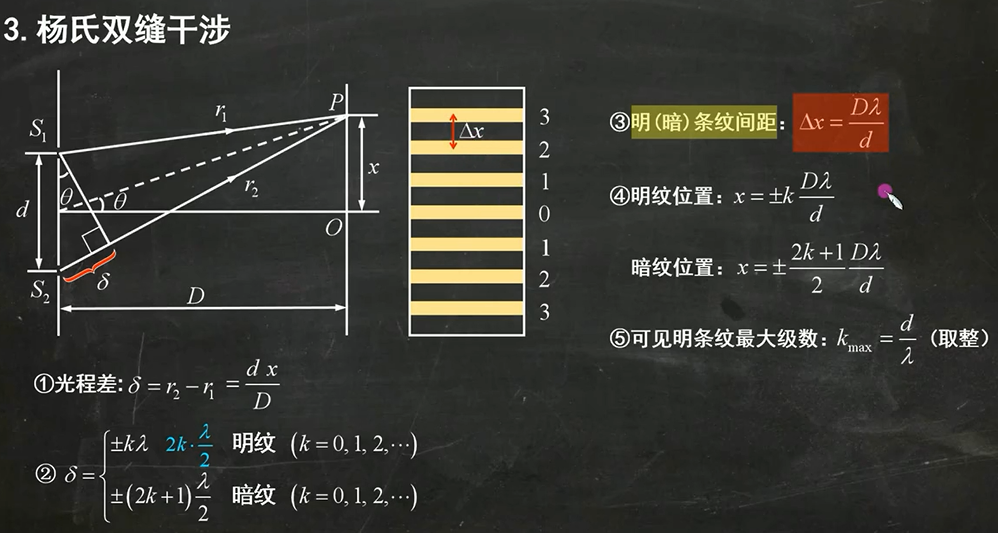 3. 杨氏双缝干涉
S₁
r₁
P
θ
θ
r₂
x
d
O
S₂
δ
D
Δx
3
2
1
0
1
2
3
③明(暗)条纹间距：Δx = Dλ/d
④明纹位置：x = ±k Dλ/d
暗纹位置：x = ± (2k+1)/2 Dλ/d
⑤可见明条纹最大级数：k_max = d/λ (取整)
①光程差: δ = r₂ − r₁ = d x/D
② δ = { ±kλ 2k·λ/2 明纹 (k = 0, 1, 2, ⋯)
±(2k+1) λ/2 暗纹 (k = 0, 1, 2, ⋯)